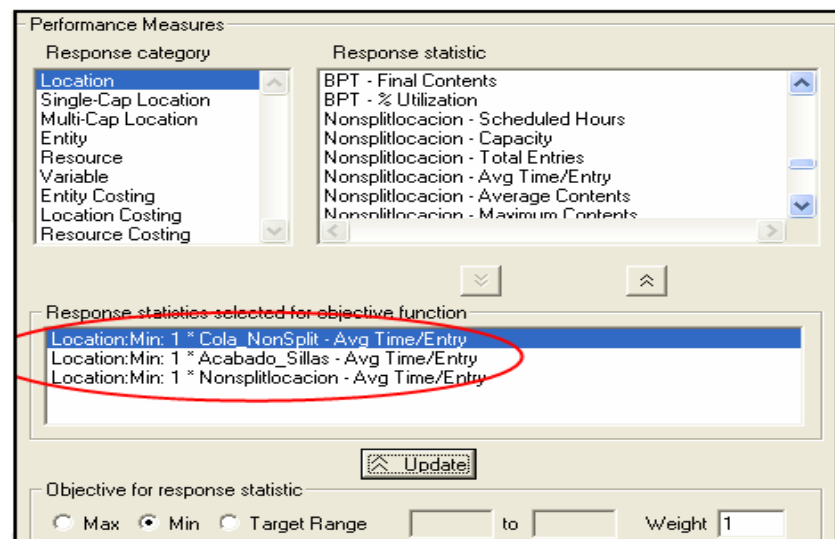 Performance Measures
Response category
Response statistic
Location
Single-Cap Location
Multi-Cap Location
Entity
Resource
Variable
Entity Costing
Location Costing
Resource Costing
BPT - Final Contents
BPT - % Utilization
Nonsplitlocacion - Scheduled Hours
Nonsplitlocacion - Capacity
Nonsplitlocacion - Total Entries
Nonsplitlocacion - Avg Time/Entry
Nonsplitlocacion - Average Contents
Nonsplitlocacion - Maximum Contents
Response statistics selected for objective function
Location:Min: 1 * Cola_NonSplit - Avg Time/Entry
Location:Min: 1 * Acabado_Sillas - Avg Time/Entry
Location:Min: 1 * Nonsplitlocacion - Avg Time/Entry
Update
Objective for response statistic
Max Min Target Range to Weight 1